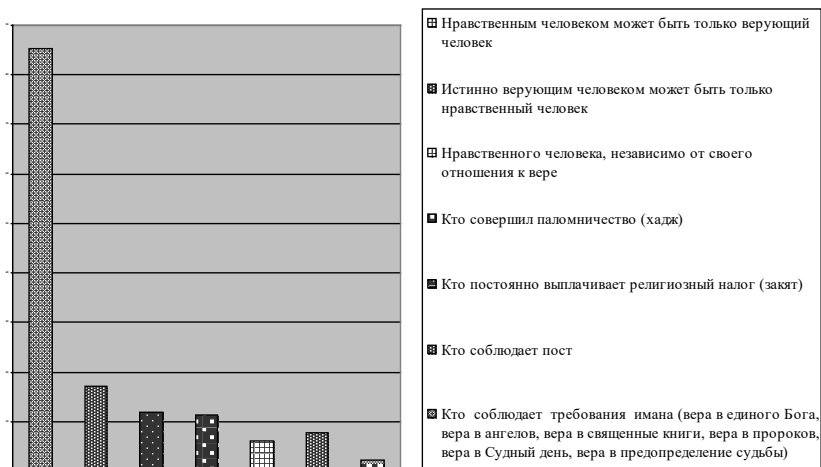 Нравственным человеком может быть только верующий
человек
Истинно верующим человеком может быть только
нравственный человек
Нравственного человека, независимо от своего
отношения к вере
Кто совершил паломничество (хадж)
Кто постоянно выплачивает религиозный налог (закят)
Кто соблюдает пост
Кто соблюдает требования имана (вера в единого Бога,
вера в ангелов, вера в священные книги, вера в пророков,
вера в Судный день, вера в предопределение судьбы)